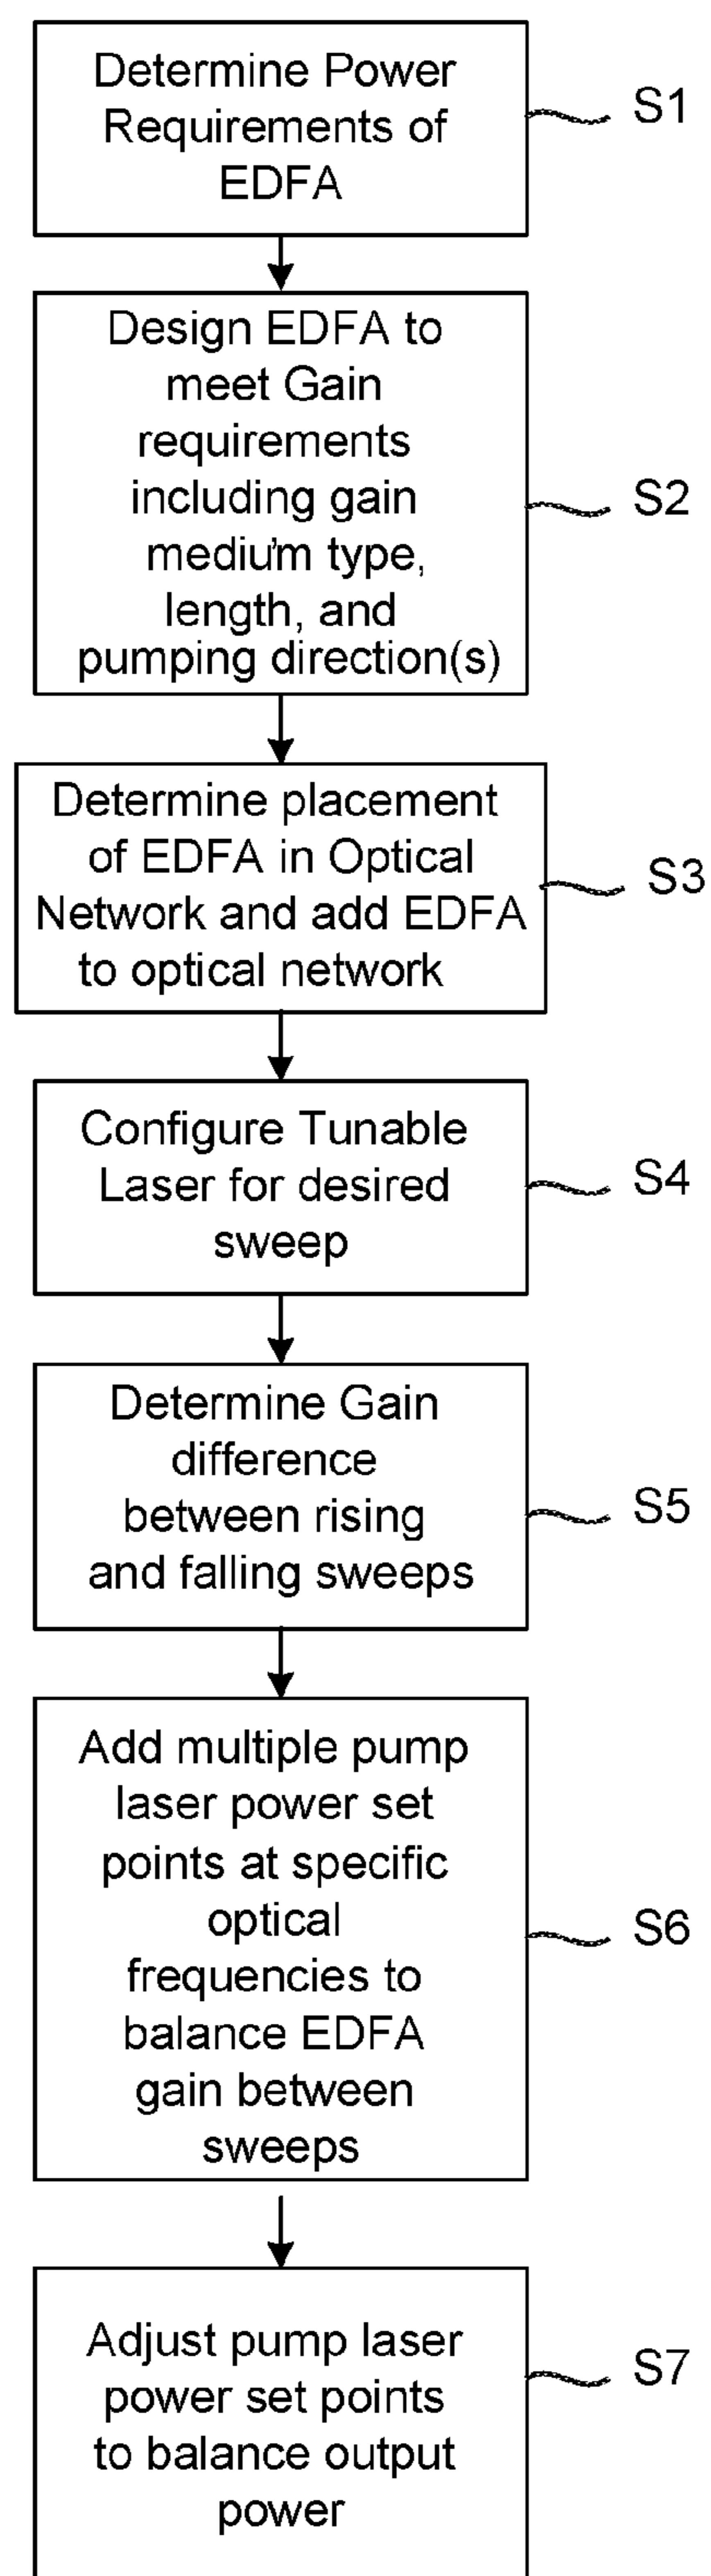 Determine Power
Requirements of
EDFA
S1
Design EDFA to
meet Gain
requirements
including gain
mediu'm type,
length, and
pumping direction(s)
S2
Determine placement
of EDFA in Optical
Network and add EDFA
to optical network
S3
Configure Tunable
Laser for desired
sweep
S4
Determine Gain
difference
between rising
and falling sweeps
S5
Add multiple pump
laser power set
points at specific
optical
frequencies to
balance EDFA
gain between
sweeps
S6
Adjust pump laser
power set points
to balance output
power
S7